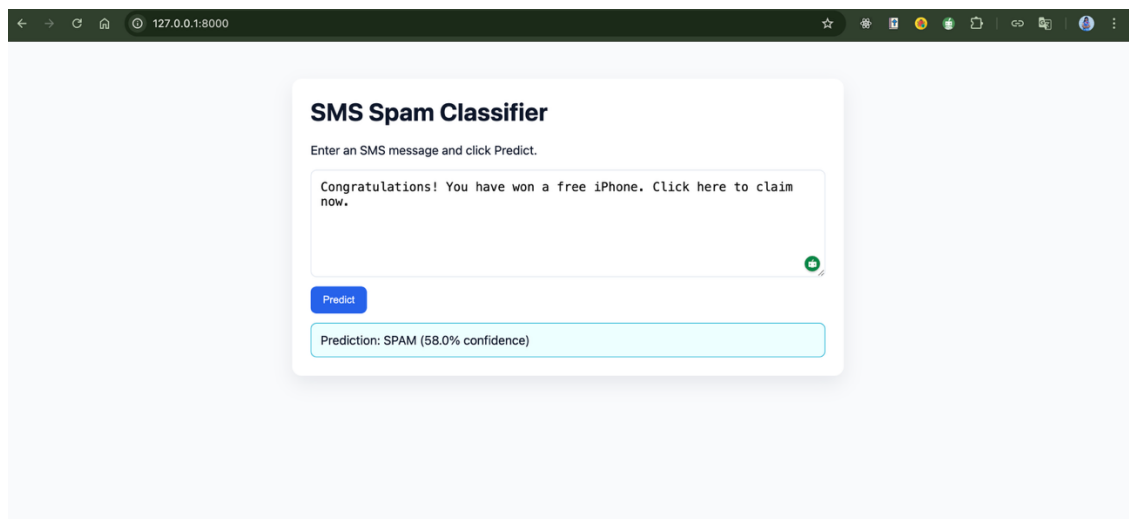 127.0.0.1:8000
SMS Spam Classifier
Enter an SMS message and click Predict.
Congratulations! You have won a free iPhone. Click here to claim
now.
Predict
Prediction: SPAM (58.0% confidence)